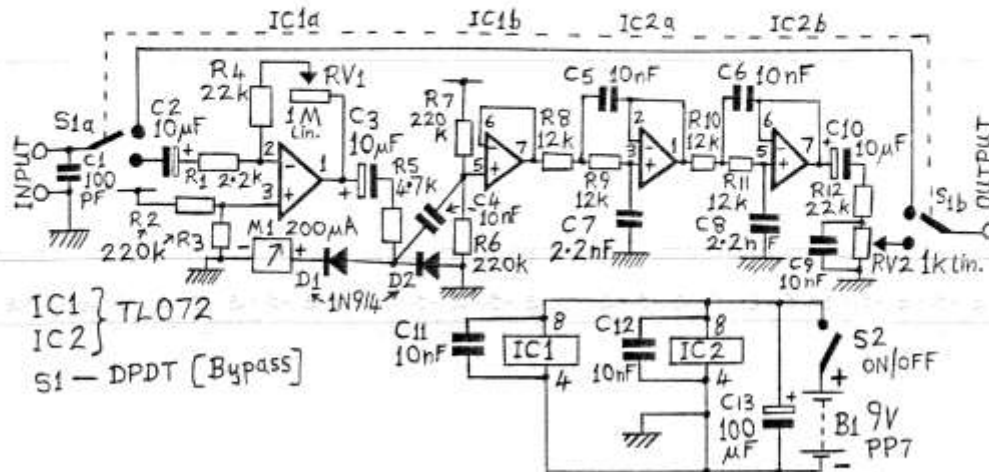 IC1a IC1b IC2a IC2b
R4
22k
RV1
1M
Lin.
C2
10µF
+
S1a
INPUT
C1
100
PF
R1
2.2k
2
3
1
−
+
R2
R3
220k
M1 200µA
+
−
D1
D2
1N914
C3
10µF
+
R5
4.7k
C4
10nF
R7
220
k
R6
220k
6
5
7
−
+
R8
12k
R9
12k
C5 10nF
C7
2.2nF
2
3
1
−
+
R10
12k
R11
12k
C6 10nF
C8
2.2nF
6
5
7
−
+
C10
10µF
+
R12
22k
C9
10nF
RV2 1k Lin.
S1b
OUTPUT
IC1
IC2
} TL072
S1 — DPDT [Bypass]
C11
10nF
8
IC1
4
C12
10nF
8
IC2
4
C13
100
µF
+
S2
ON/OFF
+
B1 9V
PP7
−